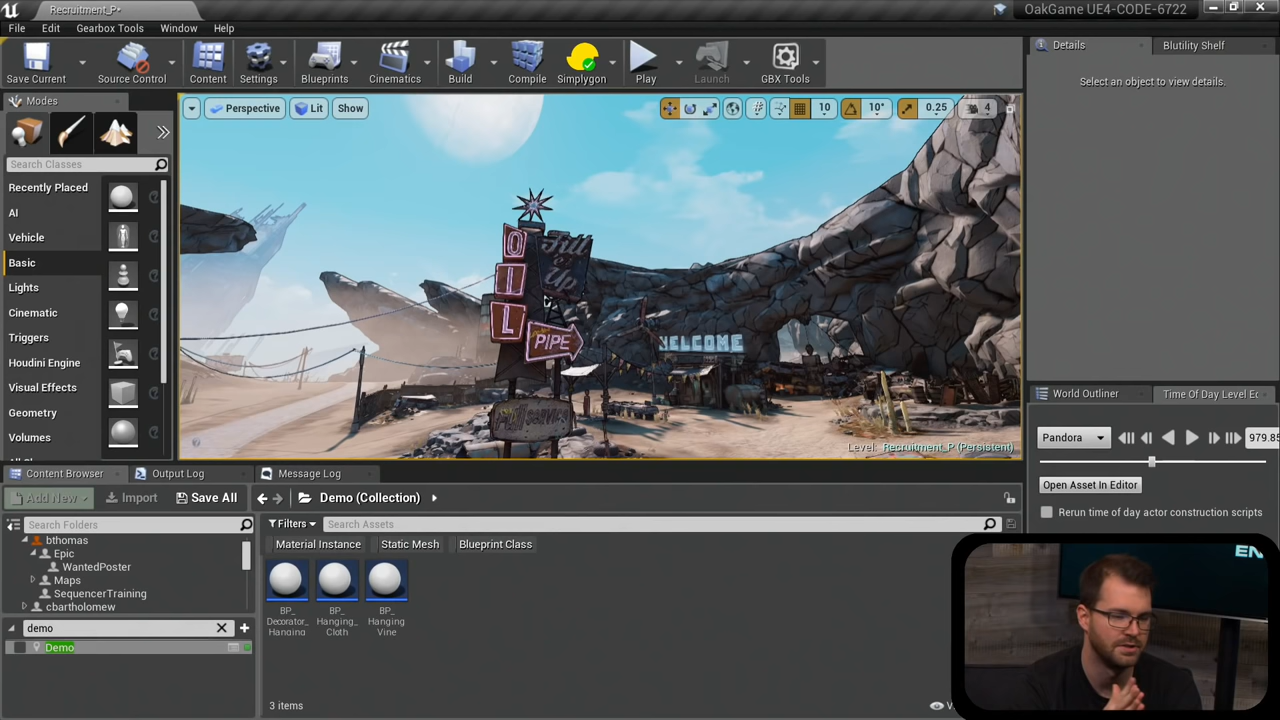 Recruitment_P*
OakGame UE4-CODE-6722
File Edit Gearbox Tools Window Help
Save Current Source Control Content Settings Blueprints Cinematics Build Compile Simplygon Play Launch GBX Tools
Details Blutility Shelf
Select an object to view details.
Modes
Search Classes
Recently Placed
AI
Vehicle
Basic
Lights
Cinematic
Triggers
Houdini Engine
Visual Effects
Geometry
Volumes
Perspective Lit Show
10 10° 0.25 4
OIL
Fill
Up
PIPE
WELCOME
Level: Recruitment_P (Persistent)
World Outliner Time Of Day Level Ec
Pandora 979.85
Open Asset In Editor
Rerun time of day actor construction scripts
Content Browser Output Log Message Log
Add New Import Save All Demo (Collection)
Search Folders
bthomas
Epic
WantedPoster
Maps
SequencerTraining
cbartholomew
demo
Demo
Filters Search Assets
Material Instance Static Mesh Blueprint Class
BP_
Decorator_
Hanging
BP_
Hanging_
Cloth
BP_
Hanging
Vine
3 items
V
EN